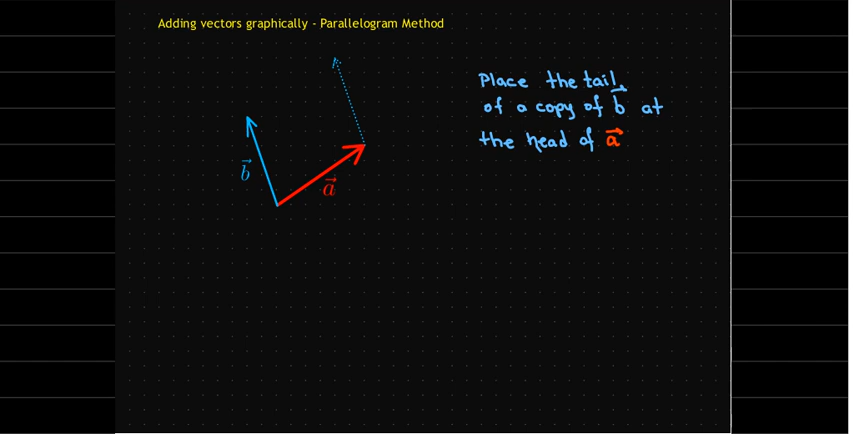 Adding vectors graphically - Parallelogram Method
Place the tail
of a copy of b⃗ at
the head of a⃗
b⃗
a⃗